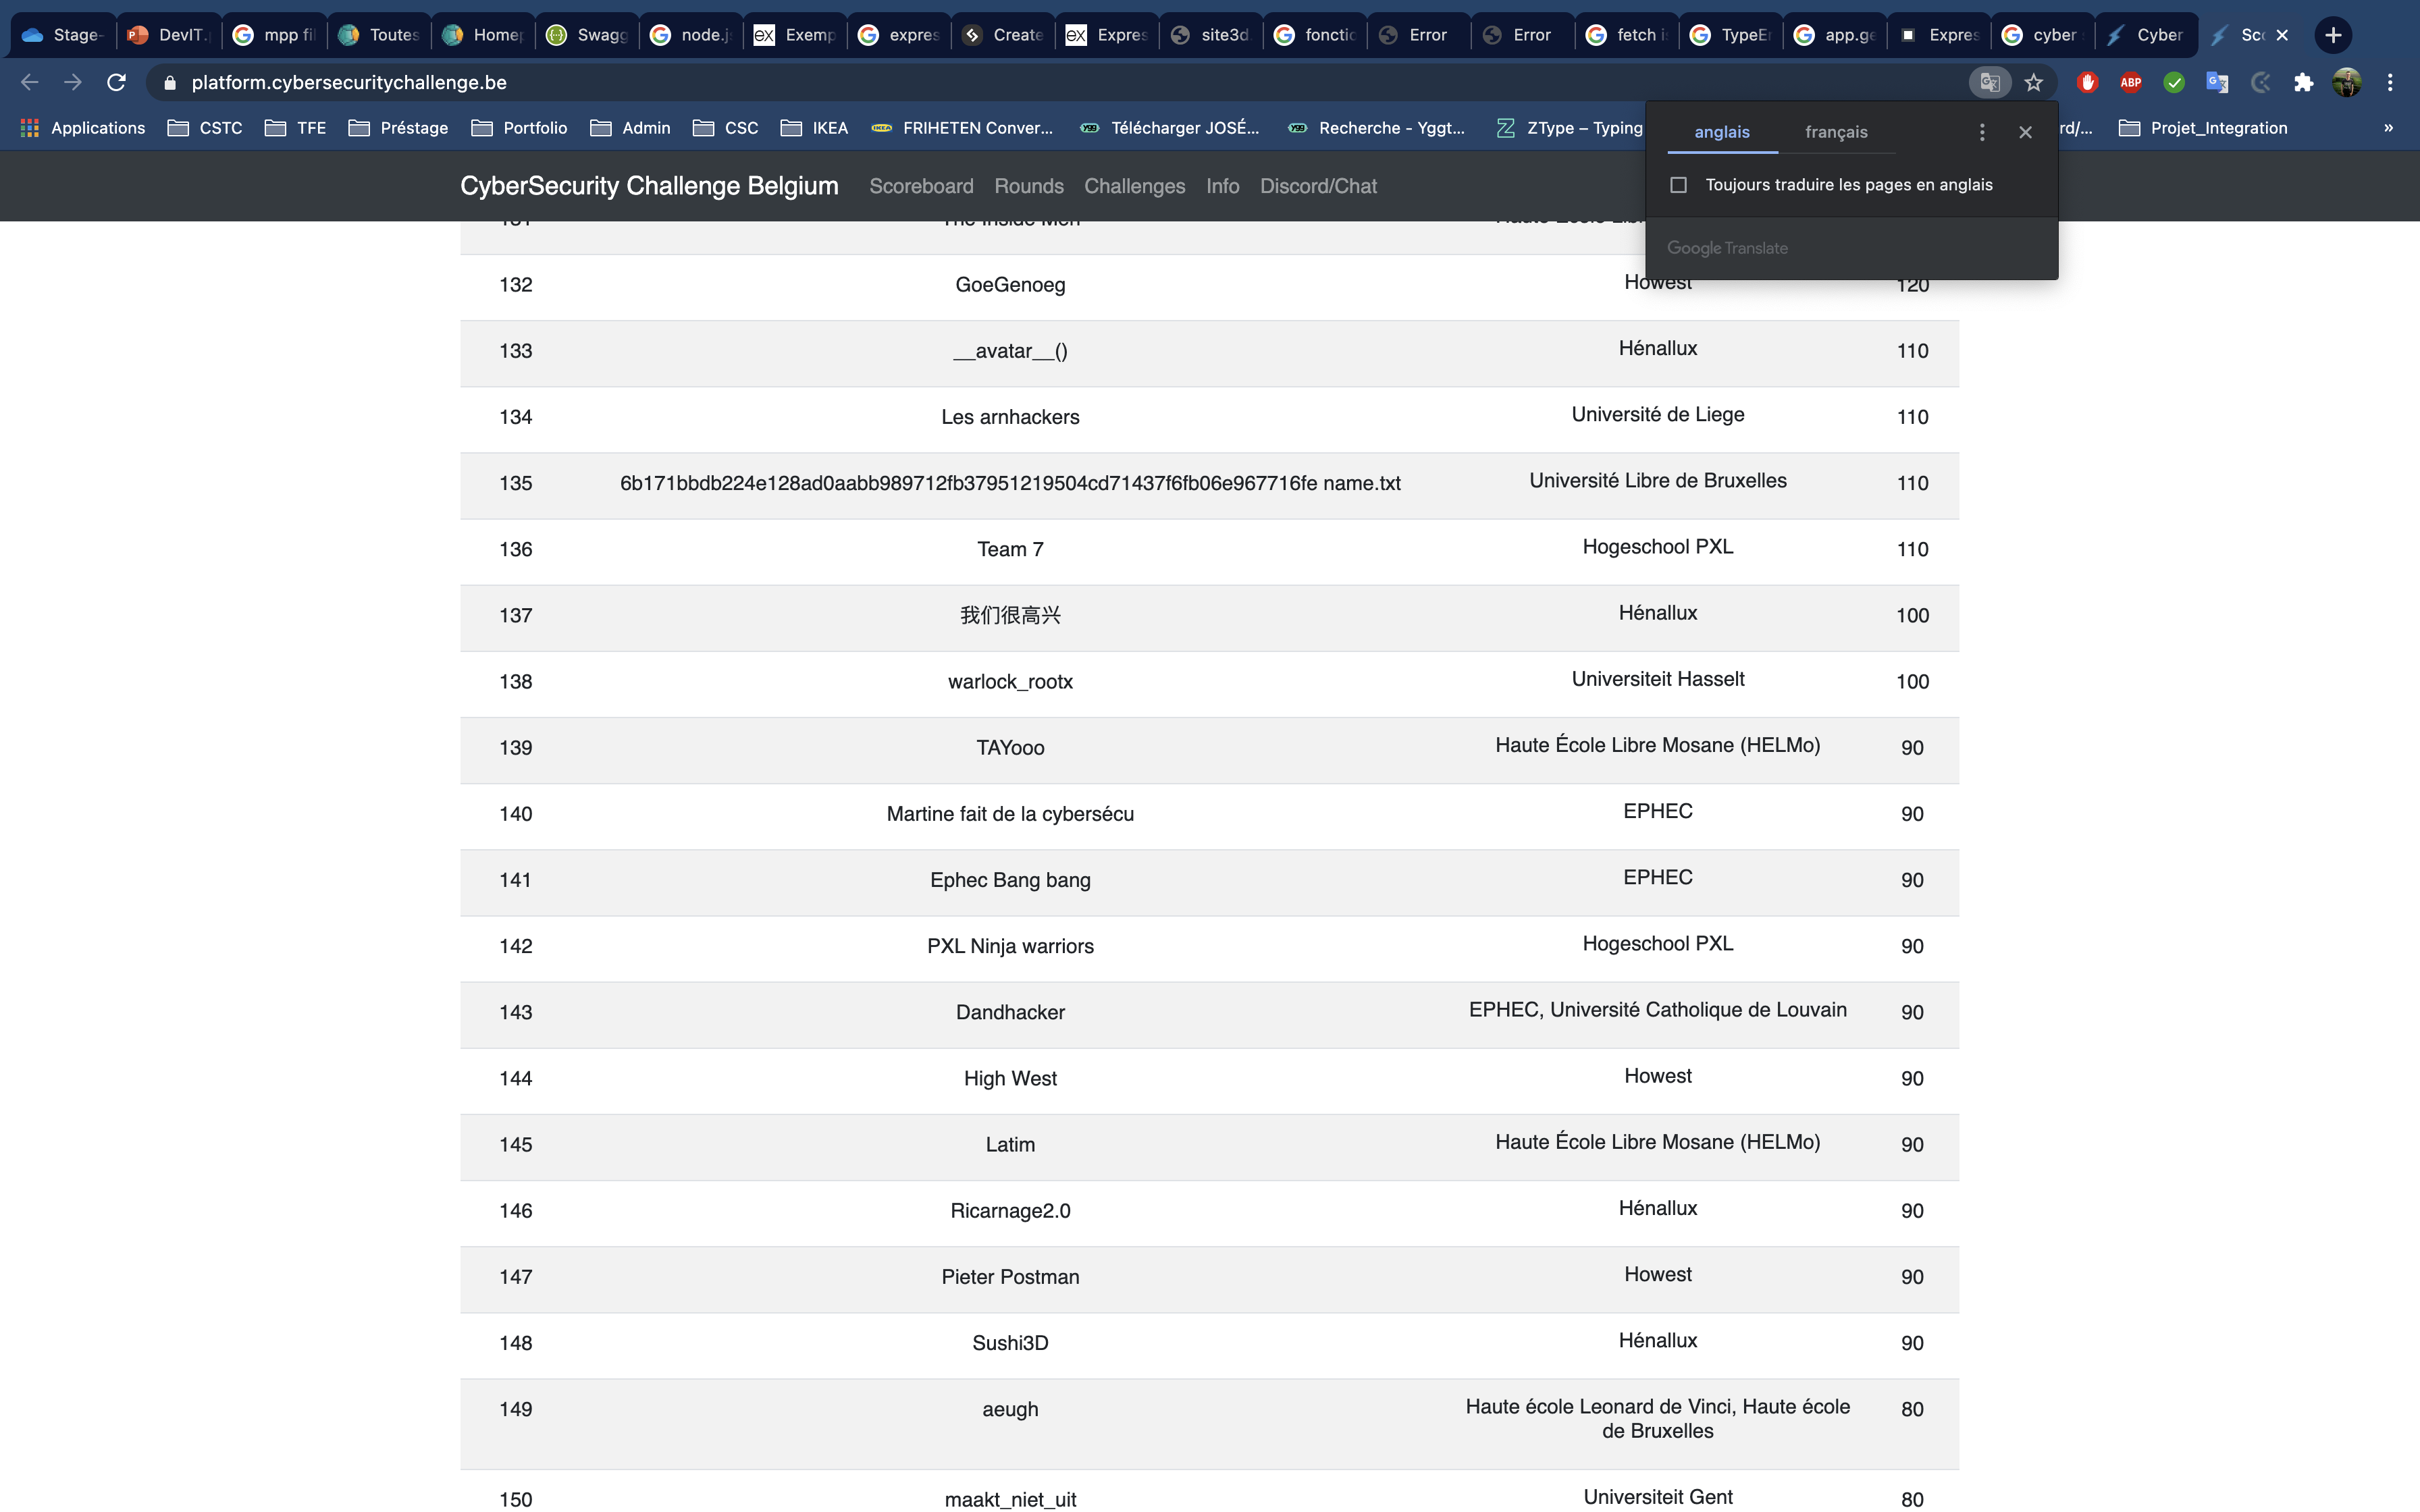 Stage- DevIT. mpp fil Toutes Home Swagg node.j Exemp expres Create Expres site3d. fonctio Error Error fetch i TypeEr app.ge Expres cyber Cyber Sco
platform.cybersecuritychallenge.be
Applications CSTC TFE Préstage Portfolio Admin CSC IKEA FRIHETEN Conver... Télécharger JOSÉ... Recherche - Yggt... ZType – Typing rd/... Projet_Integration »
anglais français
Toujours traduire les pages en anglais
Google Translate
CyberSecurity Challenge Belgium Scoreboard Rounds Challenges Info Discord/Chat
132 GoeGenoeg Howest 120
133 __avatar__() Hénallux 110
134 Les arnhackers Université de Liege 110
135 6b171bbdb224e128ad0aabb989712fb37951219504cd71437f6fb06e967716fe name.txt Université Libre de Bruxelles 110
136 Team 7 Hogeschool PXL 110
137 我们很高兴 Hénallux 100
138 warlock_rootx Universiteit Hasselt 100
139 TAYooo Haute École Libre Mosane (HELMo) 90
140 Martine fait de la cybersécu EPHEC 90
141 Ephec Bang bang EPHEC 90
142 PXL Ninja warriors Hogeschool PXL 90
143 Dandhacker EPHEC, Université Catholique de Louvain 90
144 High West Howest 90
145 Latim Haute École Libre Mosane (HELMo) 90
146 Ricarnage2.0 Hénallux 90
147 Pieter Postman Howest 90
148 Sushi3D Hénallux 90
149 aeugh Haute école Leonard de Vinci, Haute école 80
de Bruxelles
150 maakt_niet_uit Universiteit Gent 80